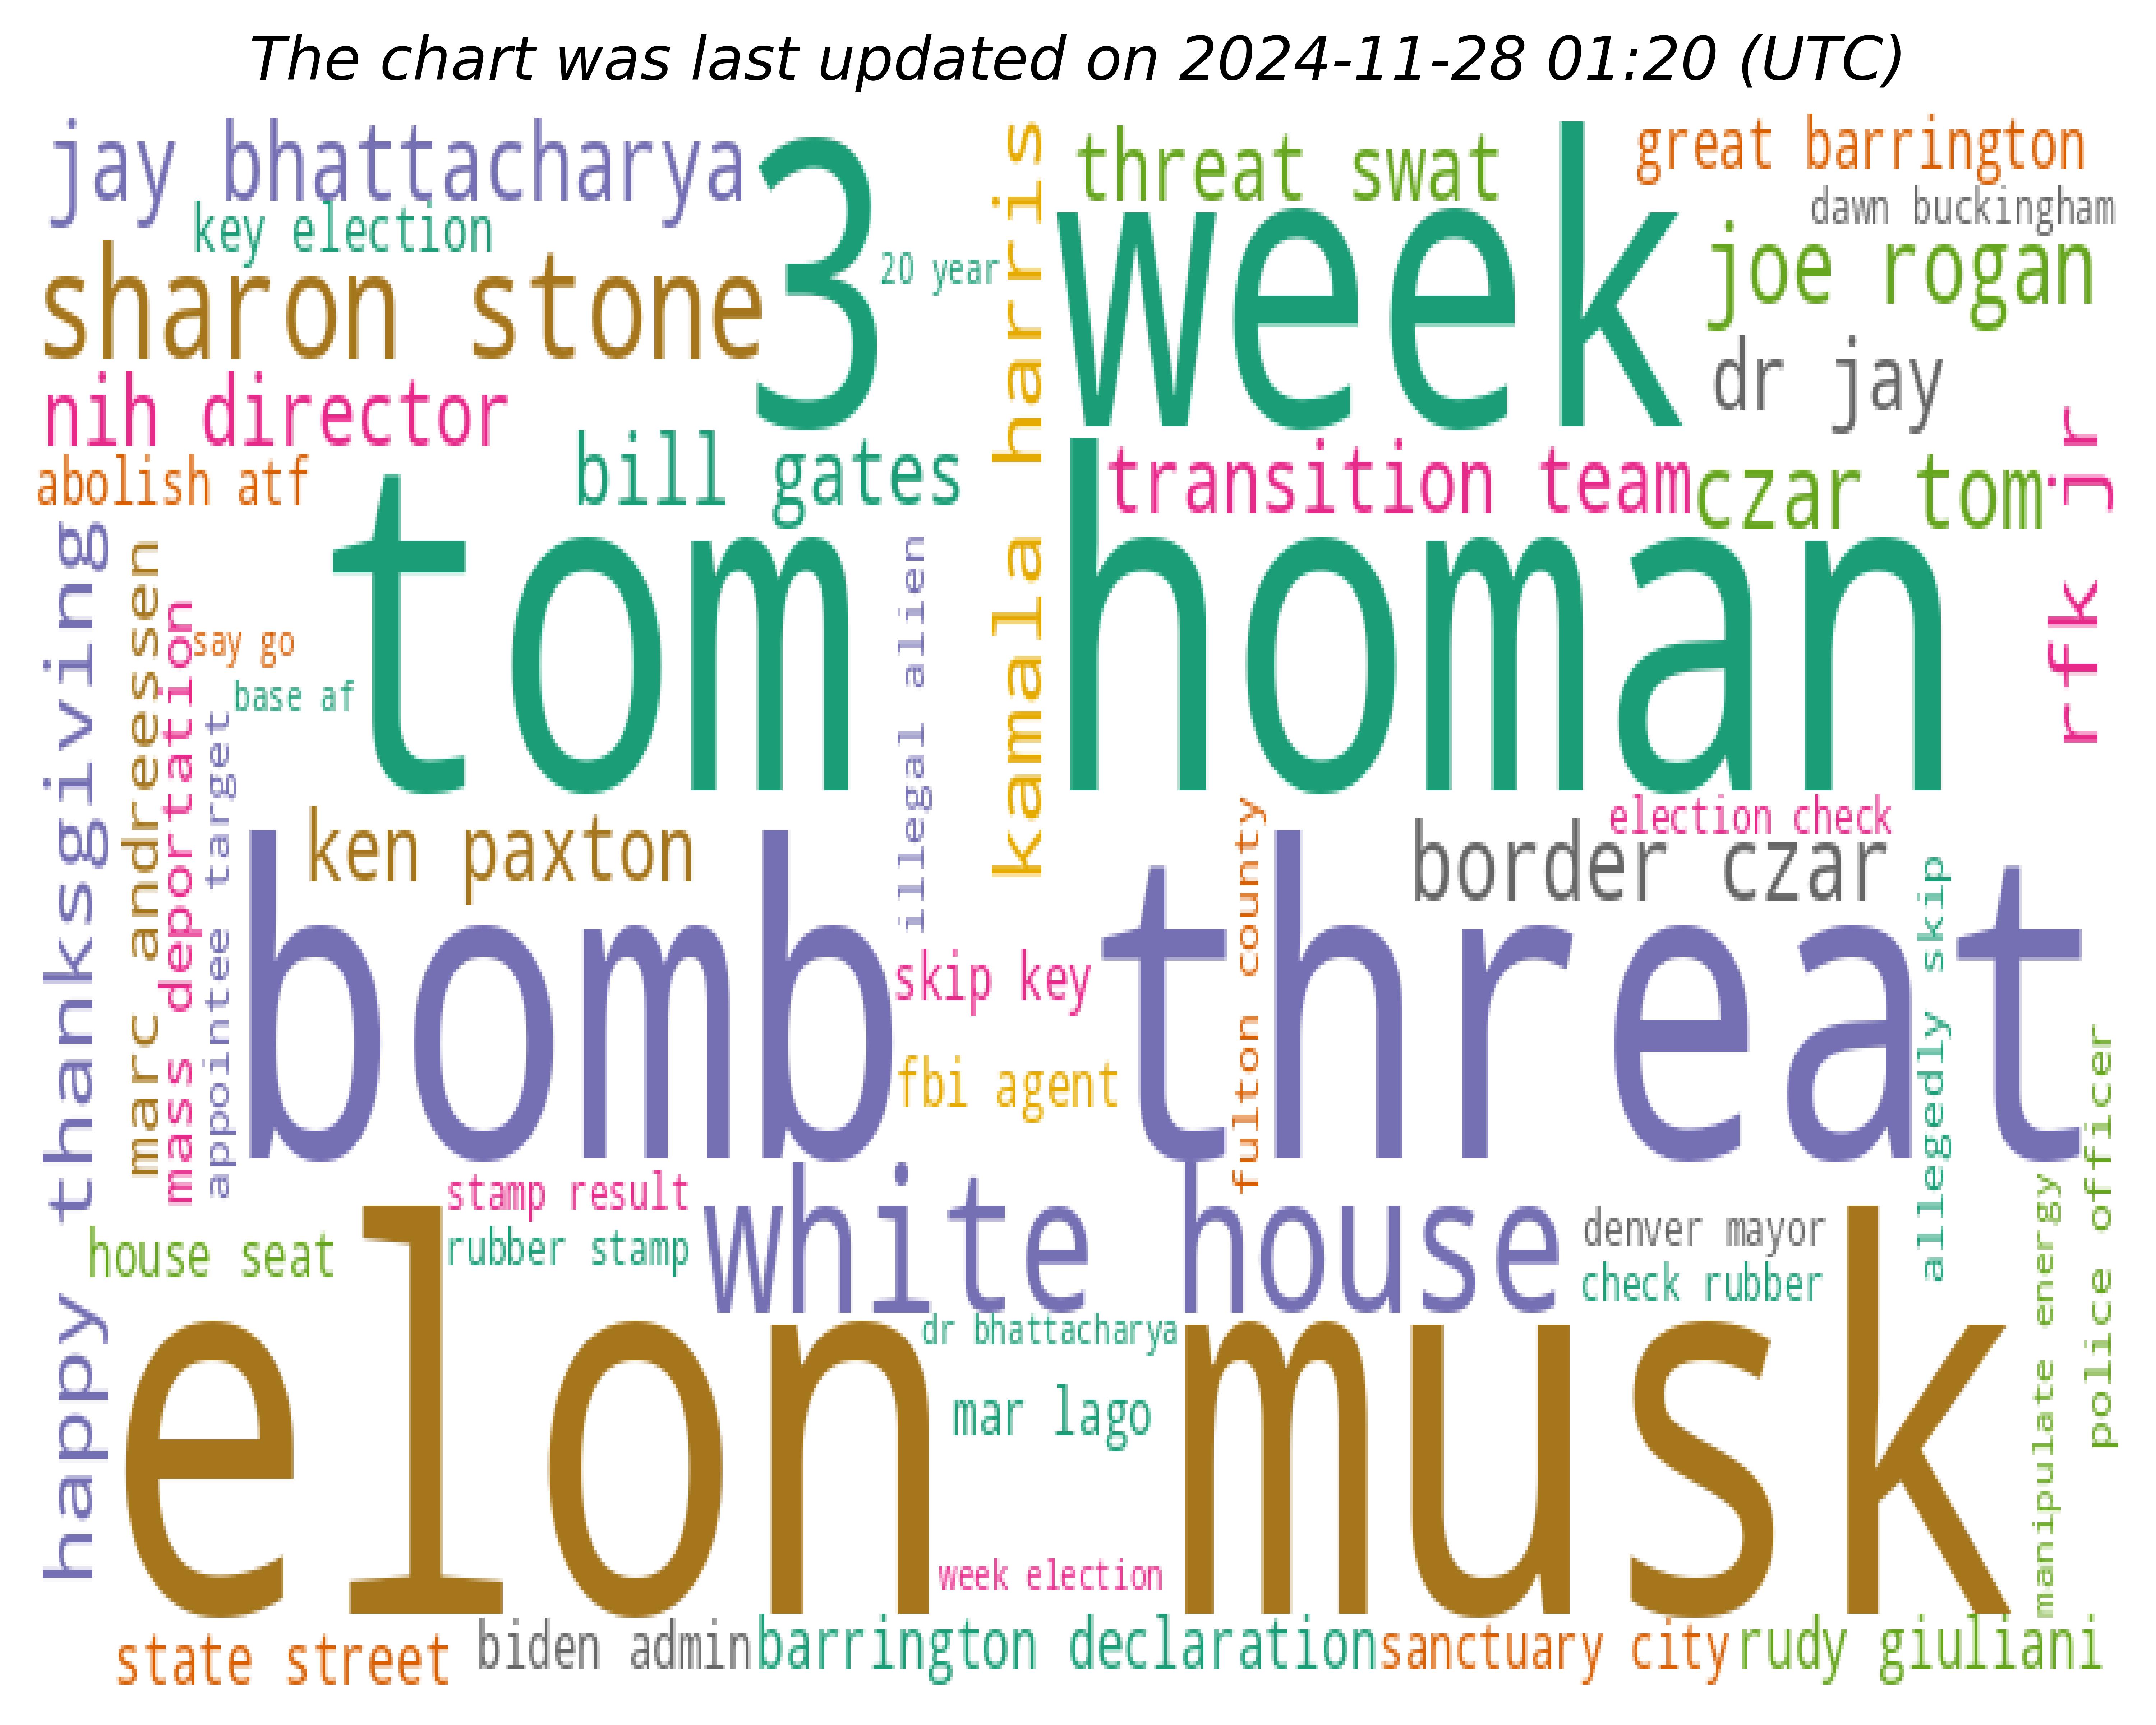 The chart was last updated on 2024-11-28 01:20 (UTC)
jay bhattacharya
key election
sharon stone
3 week
20 year
kamala harris
threat swat
great barrington
dawn buckingham
joe rogan
dr jay
rfk jr
nih director
abolish atf
bill gates
transition team
czar tom
tom homan
happy thanksgiving
marc andreessen
mass deportation
say go
base af
appointee target
illegal alien
ken paxton
election check
border czar
bomb threat
skip key
fbi agent
fulton county
allegedly skip
police officer
manipulate energy
stamp result
rubber stamp
house seat
white house
denver mayor
check rubber
dr bhattacharya
elon musk
mar lago
week election
state street
biden admin
barrington declaration
sanctuary city
rudy giuliani